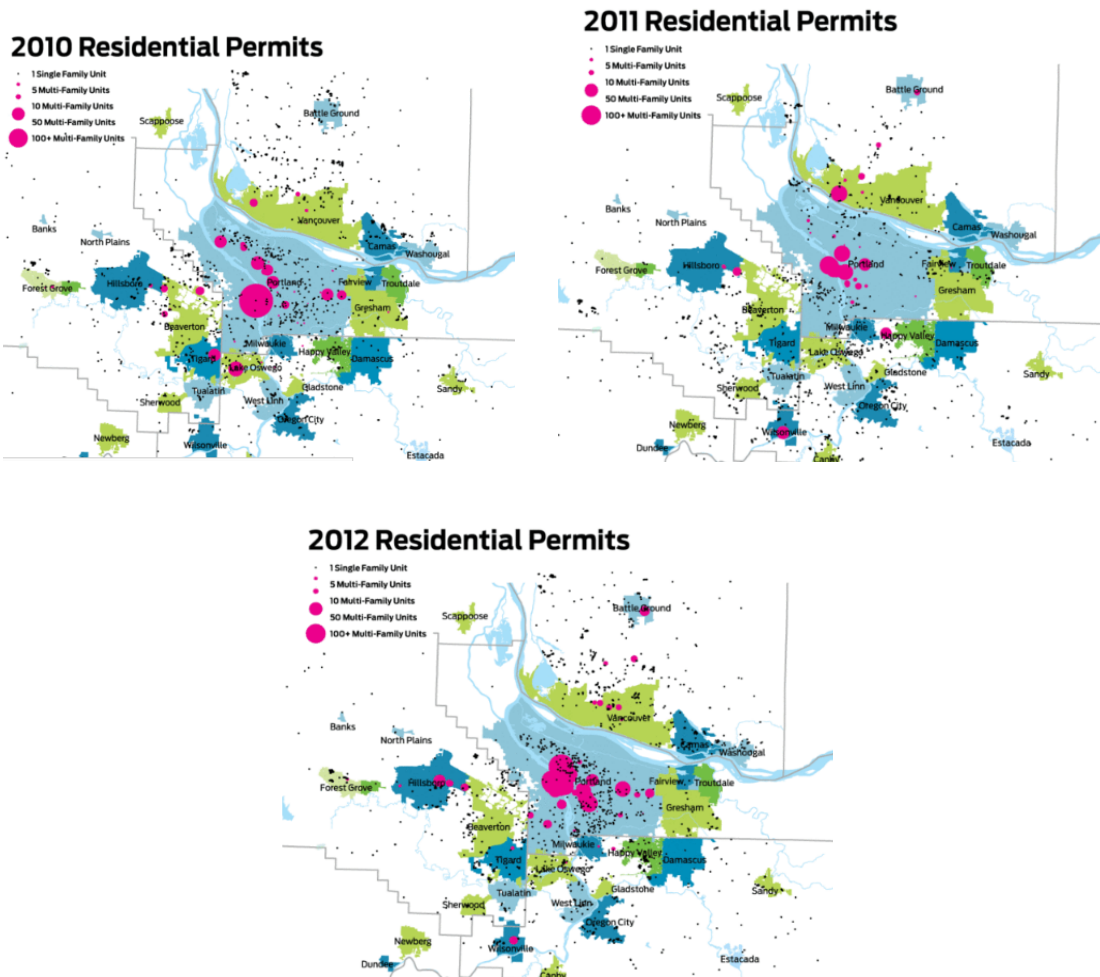 2010 Residential Permits
1 Single Family Unit
5 Multi-Family Units
10 Multi-Family Units
50 Multi-Family Units
100+ Multi-Family Units
Scappoose
Battle Ground
Vancouver
Banks
North Plains
Camas
Washougal
Forest Grove
Hillsboro
Portland
Fairview
Troutdale
Gresham
Beaverton
Milwaukie
Tigard
Lake Oswego
Happy Valley
Damascus
Tualatin
Gladstone
Sandy
Sherwood
West Linn
Oregon City
Newberg
Wilsonville
Estacada
2011 Residential Permits
1 Single Family Unit
5 Multi-Family Units
10 Multi-Family Units
50 Multi-Family Units
100+ Multi-Family Units
Scappoose
Battle Ground
Vancouver
Banks
North Plains
Camas
Washougal
Forest Grove
Hillsboro
Portland
Fairview
Troutdale
Gresham
Beaverton
Milwaukie
Tigard
Lake Oswego
Happy Valley
Damascus
Tualatin
Gladstone
Sandy
Sherwood
West Linn
Oregon City
Newberg
Wilsonville
Dundee
Estacada
Canby
2012 Residential Permits
1 Single Family Unit
5 Multi-Family Units
10 Multi-Family Units
50 Multi-Family Units
100+ Multi-Family Units
Scappoose
Battle Ground
Vancouver
Banks
North Plains
Camas
Washougal
Forest Grove
Hillsboro
Portland
Fairview
Troutdale
Gresham
Beaverton
Milwaukie
Tigard
Lake Oswego
Happy Valley
Damascus
Tualatin
Gladstone
Sandy
Sherwood
West Linn
Oregon City
Newberg
Wilsonville
Dundee
Estacada
Canby